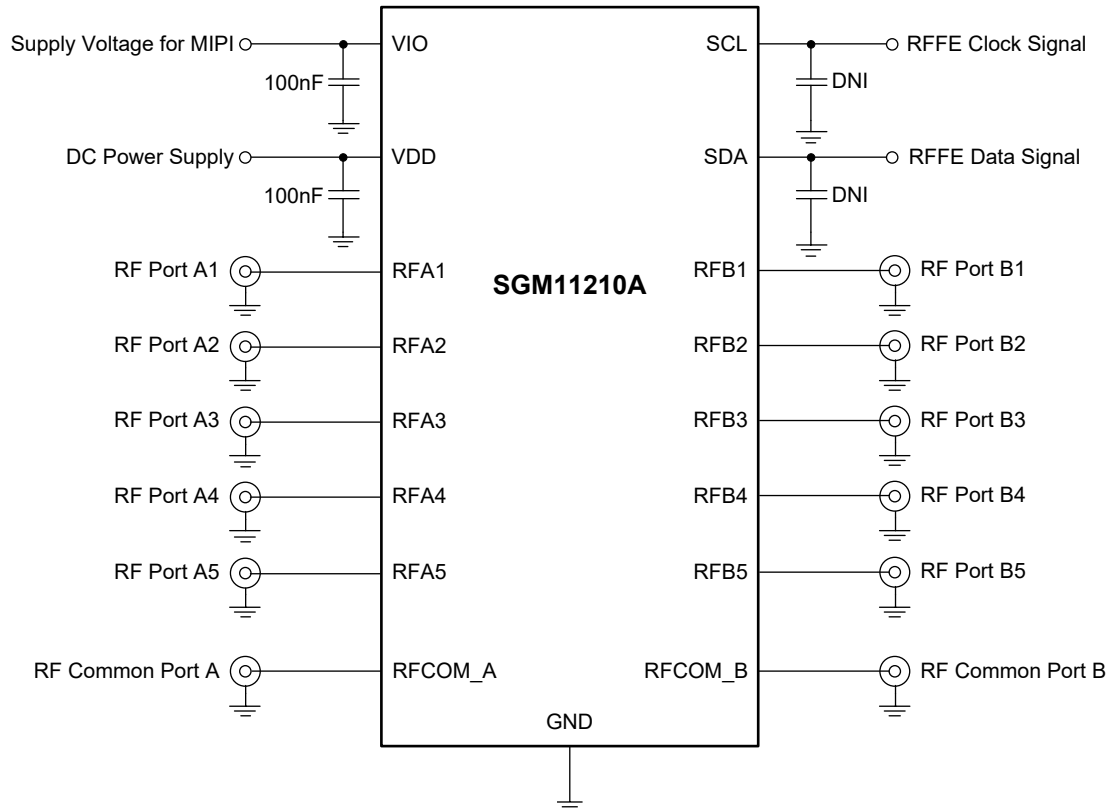 Supply Voltage for MIPI
VIO
SCL
RFFE Clock Signal
100nF
DNI
DC Power Supply
VDD
SDA
RFFE Data Signal
100nF
DNI
RF Port A1
RFA1
SGM11210A
RFB1
RF Port B1
RF Port A2
RFA2
RFB2
RF Port B2
RF Port A3
RFA3
RFB3
RF Port B3
RF Port A4
RFA4
RFB4
RF Port B4
RF Port A5
RFA5
RFB5
RF Port B5
RF Common Port A
RFCOM_A
RFCOM_B
RF Common Port B
GND